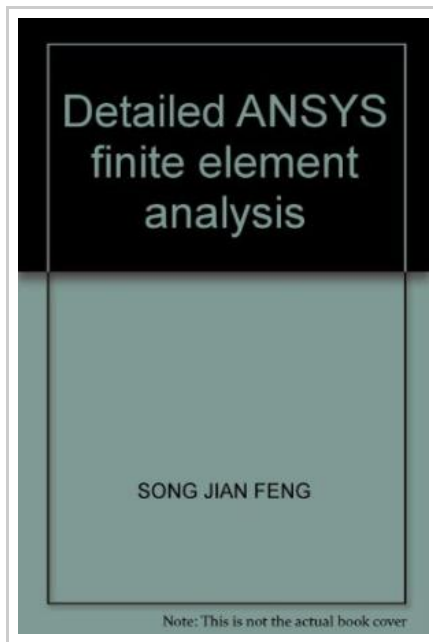 Detailed ANSYS
finite element
analysis
SONG JIAN FENG
Note: This is not the actual book cover